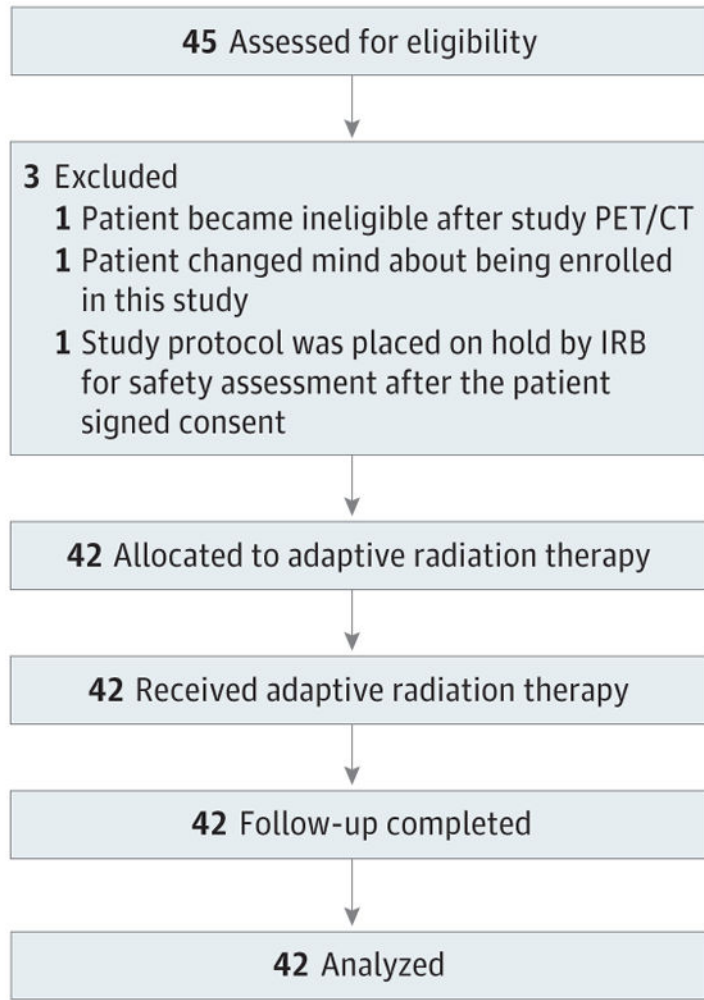 45 Assessed for eligibility
3 Excluded
1 Patient became ineligible after study PET/CT
1 Patient changed mind about being enrolled
in this study
1 Study protocol was placed on hold by IRB
for safety assessment after the patient
signed consent
42 Allocated to adaptive radiation therapy
42 Received adaptive radiation therapy
42 Follow-up completed
42 Analyzed